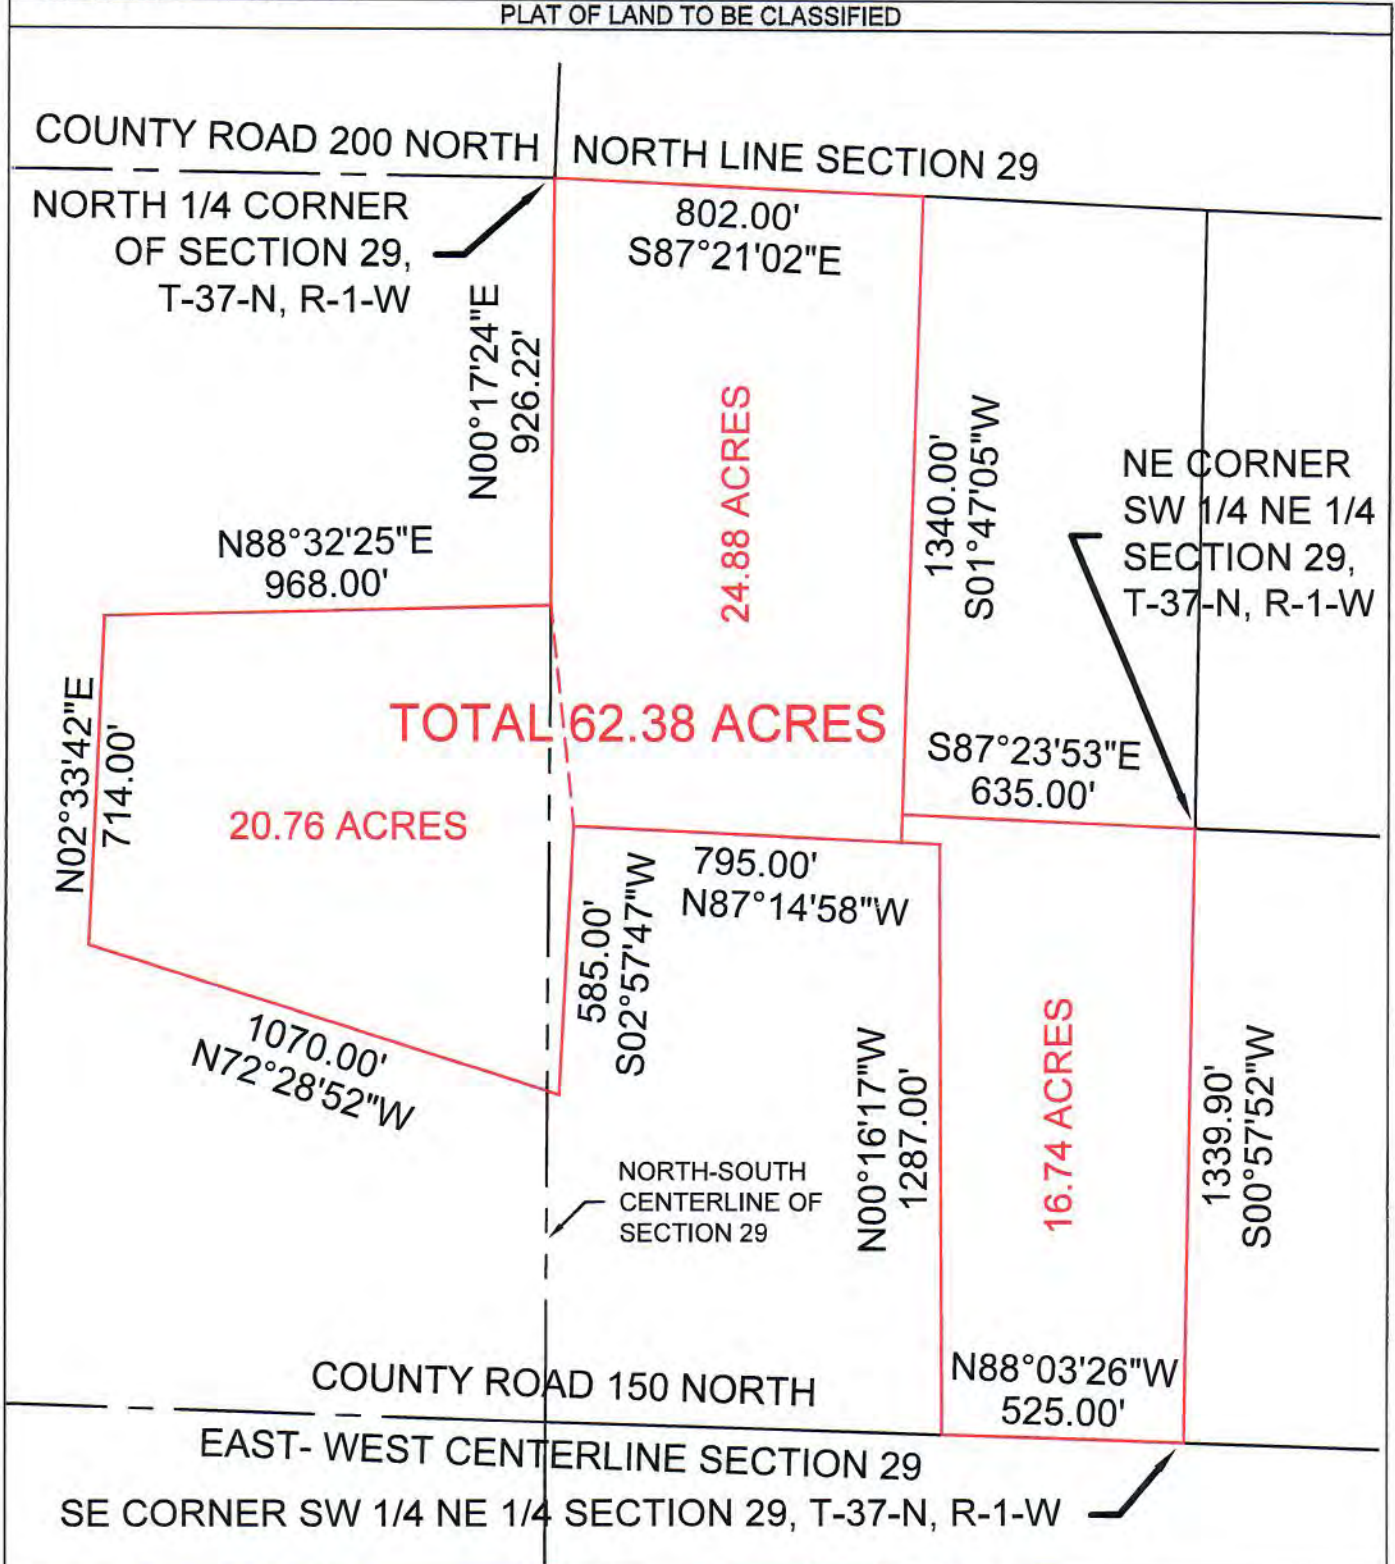 PLAT OF LAND TO BE CLASSIFIED
COUNTY ROAD 200 NORTH
NORTH LINE SECTION 29
NORTH 1/4 CORNER
OF SECTION 29,
T-37-N, R-1-W
802.00'
S87°21'02"E
N00°17'24"E
926.22'
24.88 ACRES
1340.00'
S01°47'05"W
NE CORNER
SW 1/4 NE 1/4
SECTION 29,
T-37-N, R-1-W
N88°32'25"E
968.00'
N02°33'42"E
714.00'
TOTAL 62.38 ACRES
S87°23'53"E
635.00'
20.76 ACRES
795.00'
N87°14'58"W
585.00'
S02°57'47"W
1070.00'
N72°28'52"W
N00°16'17"W
1287.00'
16.74 ACRES
1339.90'
S00°57'52"W
NORTH-SOUTH
CENTERLINE OF
SECTION 29
COUNTY ROAD 150 NORTH
N88°03'26"W
525.00'
EAST- WEST CENTERLINE SECTION 29
SE CORNER SW 1/4 NE 1/4 SECTION 29, T-37-N, R-1-W